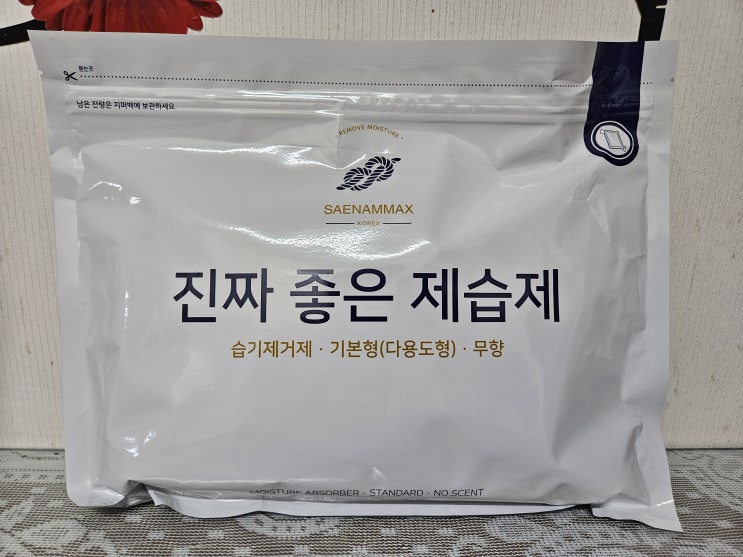 뜯는곳
남은 잔량은 지퍼백에 보관하세요.
• REMOVE MOISTURE •
SAENAMMAX
KOREA
진짜 좋은 제습제
습기제거제 · 기본형(다용도형) · 무향
MOISTURE ABSORBER · STANDARD · NO SCENT